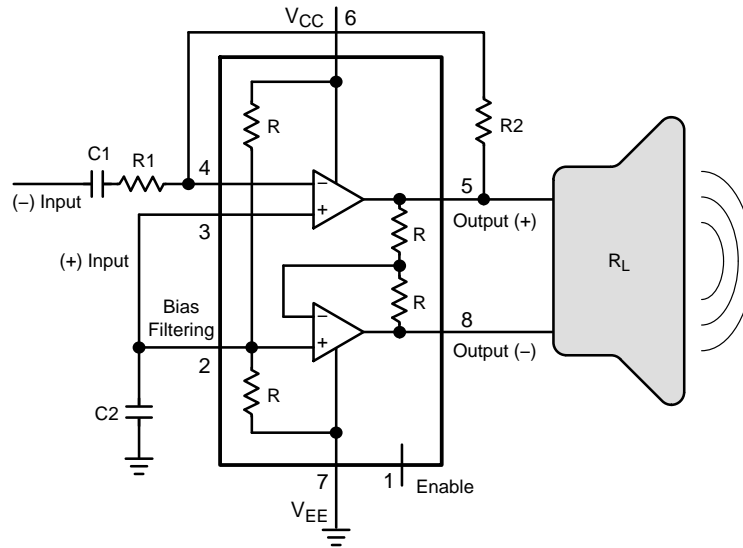 VCC 6
R
R2
C1 R1
4
−
+
5
(−) Input
3
R
Output (+)
(+) Input
RL
Bias
Filtering
R
−
+
8
2
Output (−)
R
C2
7
1
Enable
VEE